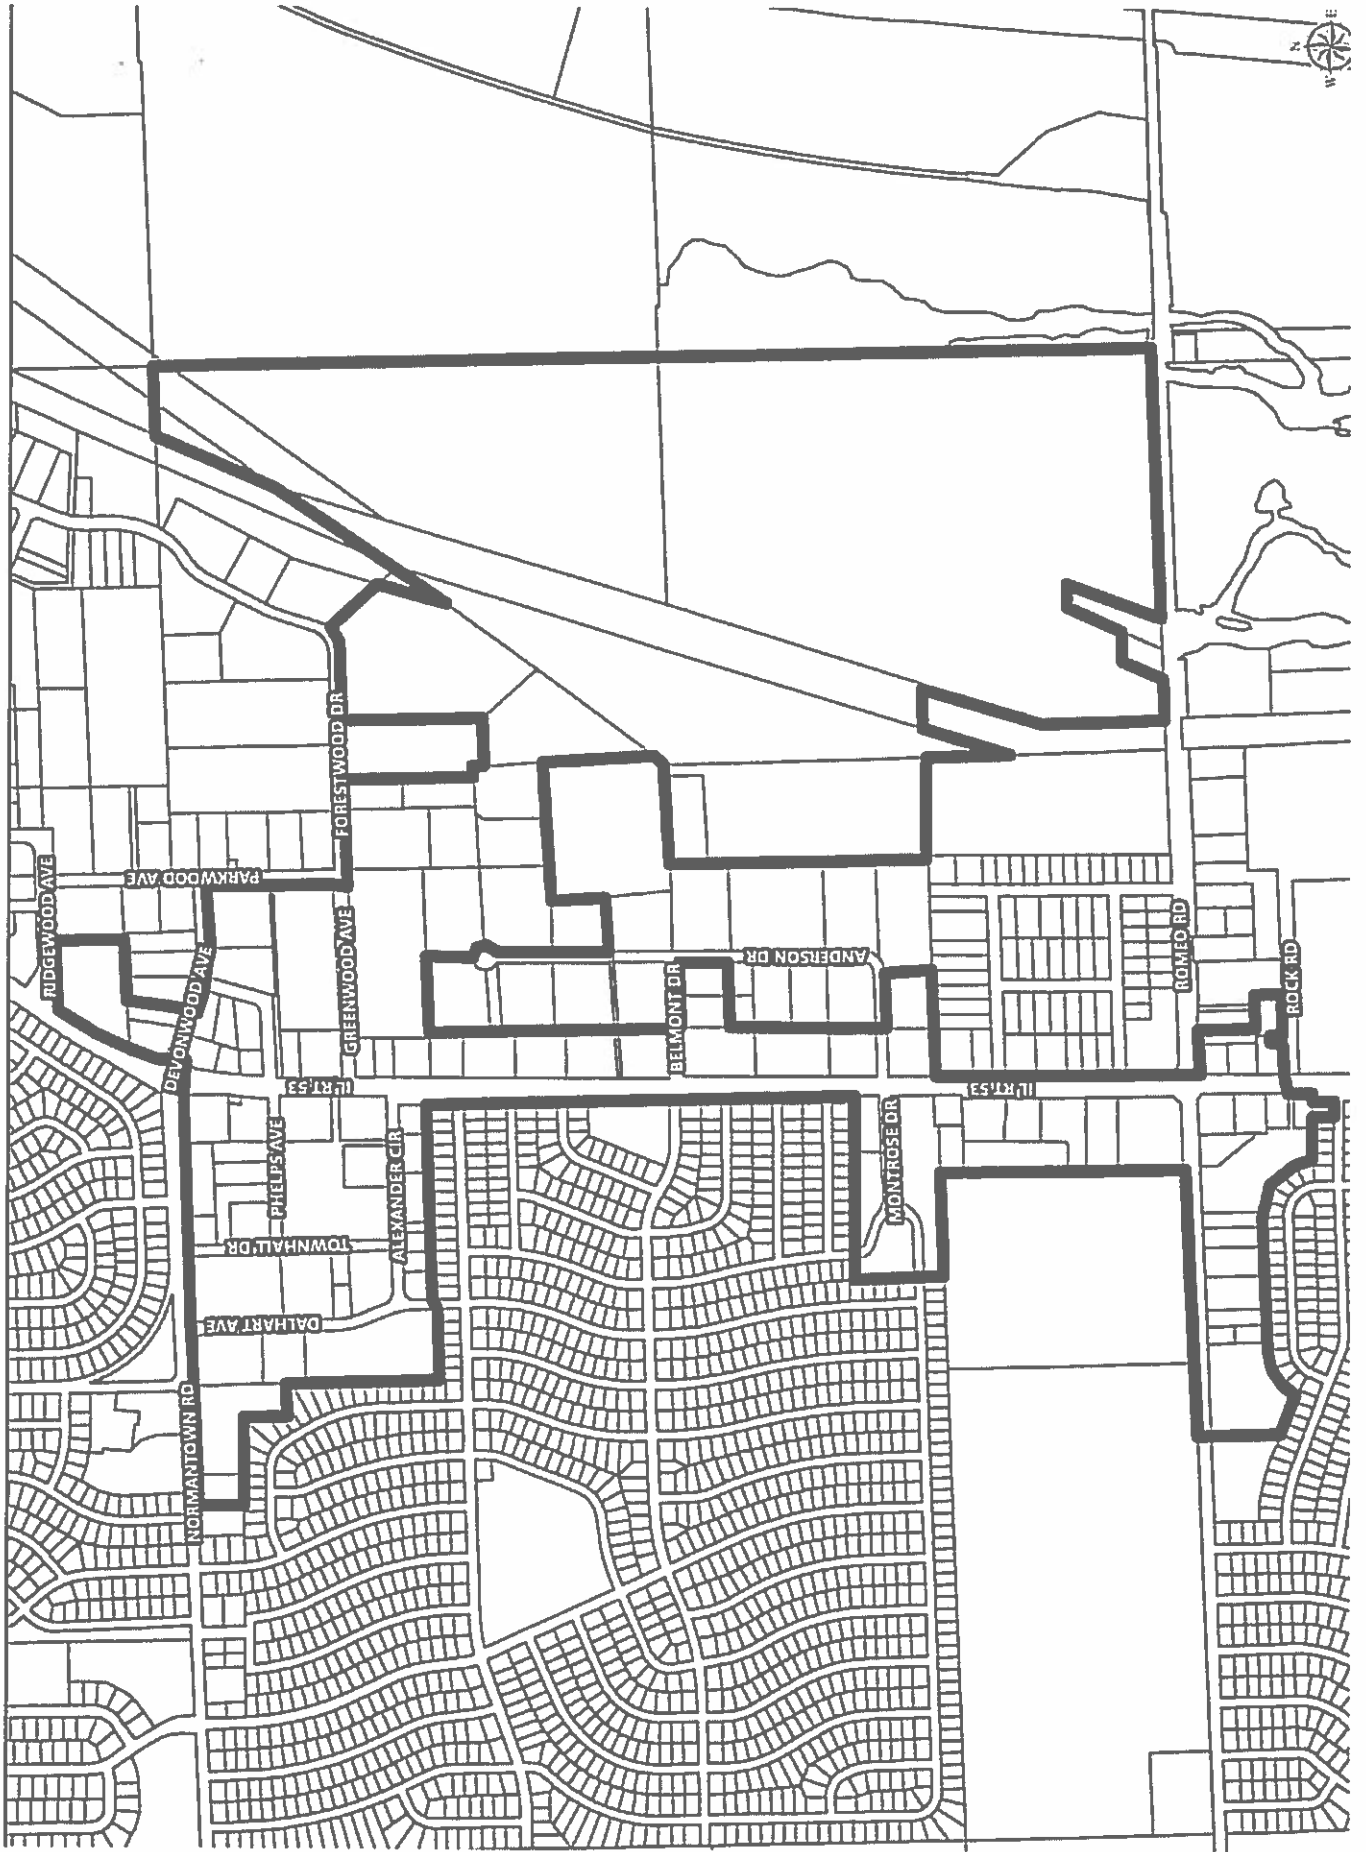 E
N
W
RIDGEWOOD AVE
PARKWOOD AVE
FORESTWOOD DR
DEVONWOOD AVE
GREENWOOD AVE
ANDERSON DR
BELMONT DR
ROMEO RD
ROCK RD
IL RT 53
IL RT 53
PHELPS AVE
ALEXANDER CIR
MONTROSE DR
TOWNHALL DR
DALHART AVE
NORMANTOWN RD